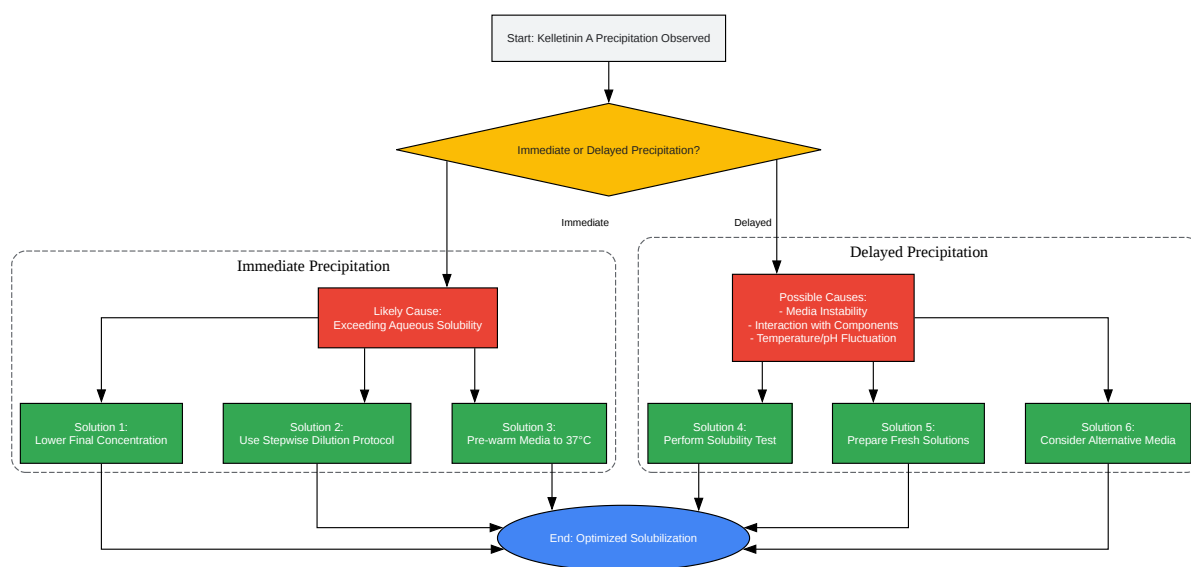 Start: Kelletinin A Precipitation Observed
Immediate or Delayed Precipitation?
Immediate
Delayed
Immediate Precipitation
Delayed Precipitation
Likely Cause:
Exceeding Aqueous Solubility
Possible Causes:
- Media Instability
- Interaction with Components
- Temperature/pH Fluctuation
Solution 1:
Lower Final Concentration
Solution 2:
Use Stepwise Dilution Protocol
Solution 3:
Pre-warm Media to 37°C
Solution 4:
Perform Solubility Test
Solution 5:
Prepare Fresh Solutions
Solution 6:
Consider Alternative Media
End: Optimized Solubilization